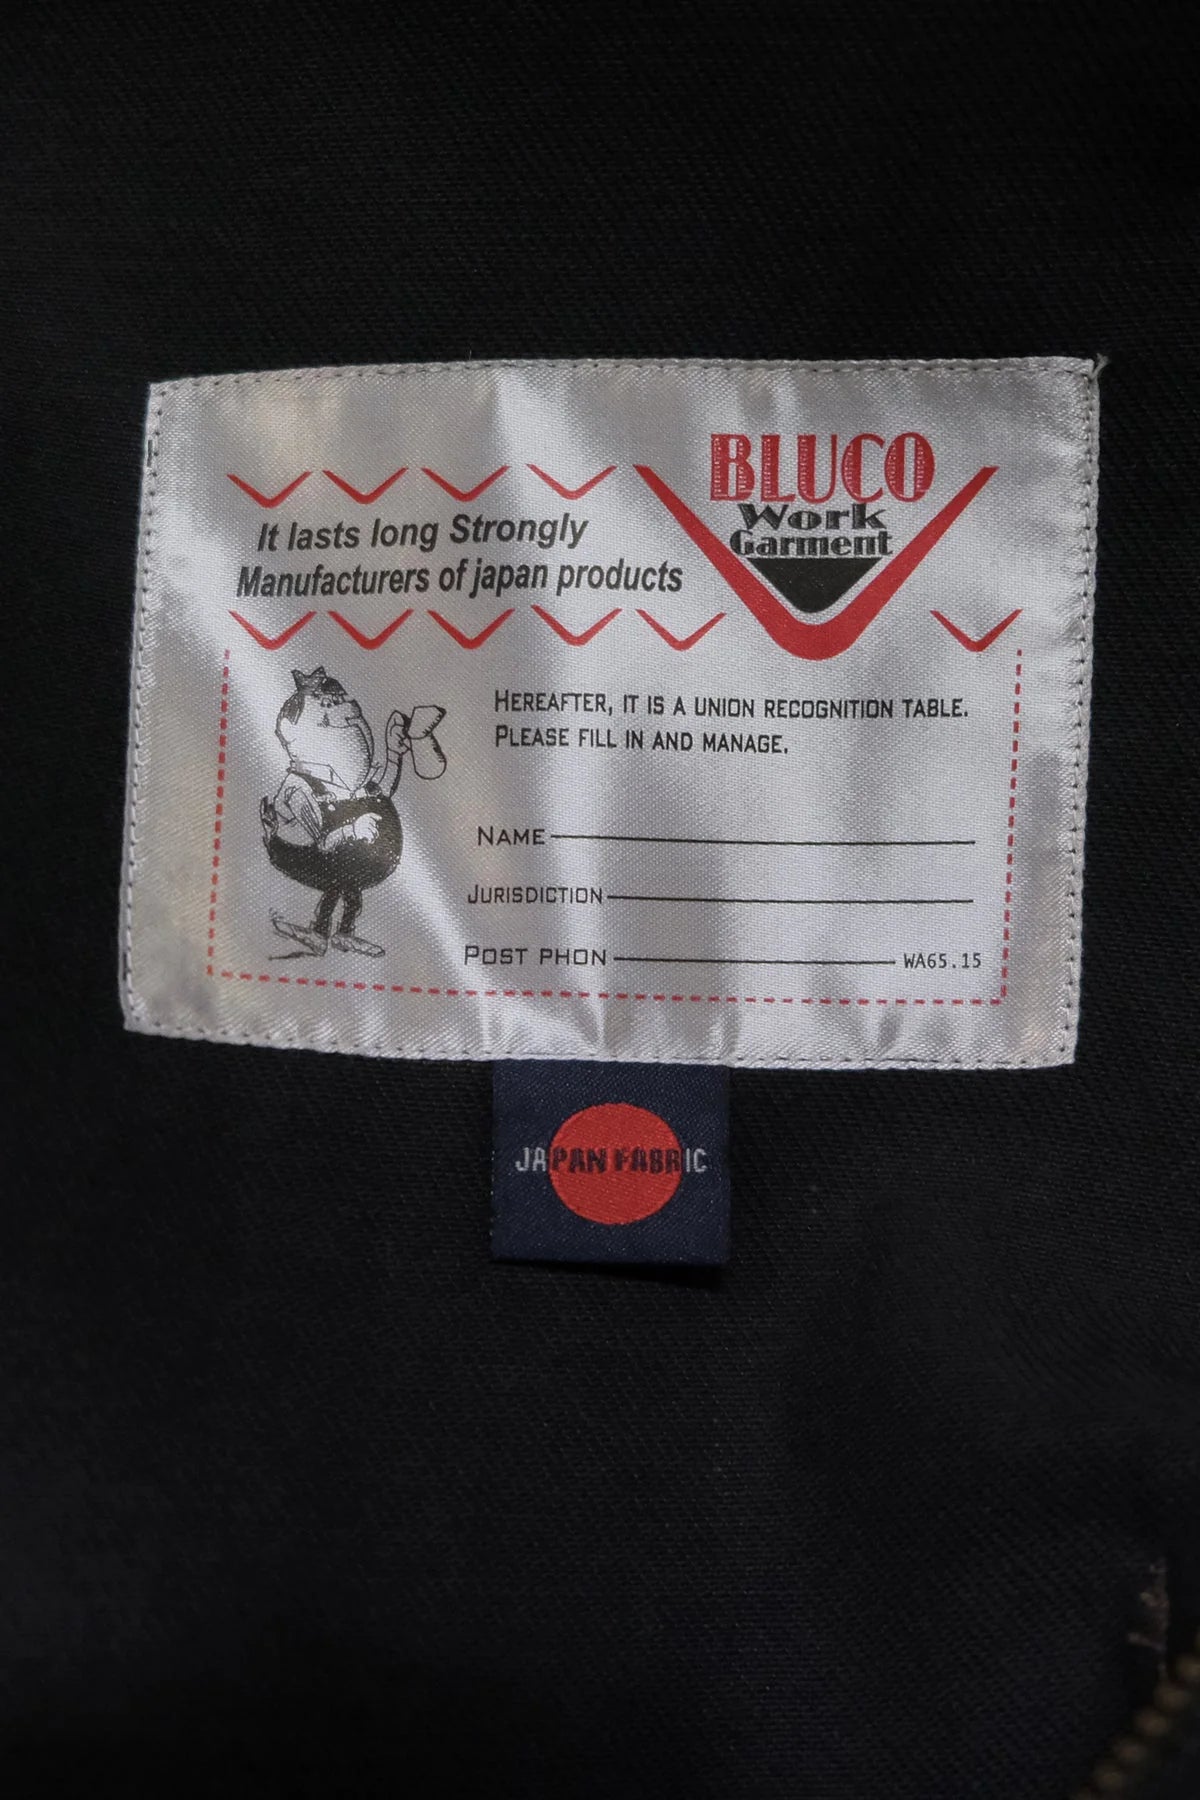 BLUCO
Work
Garment
It lasts long Strongly
Manufacturers of japan products
HEREAFTER, IT IS A UNION RECOGNITION TABLE.
PLEASE FILL IN AND MANAGE.
NAME
JURISDICTION
POST PHON
WA65.15
JAPAN FABRIC